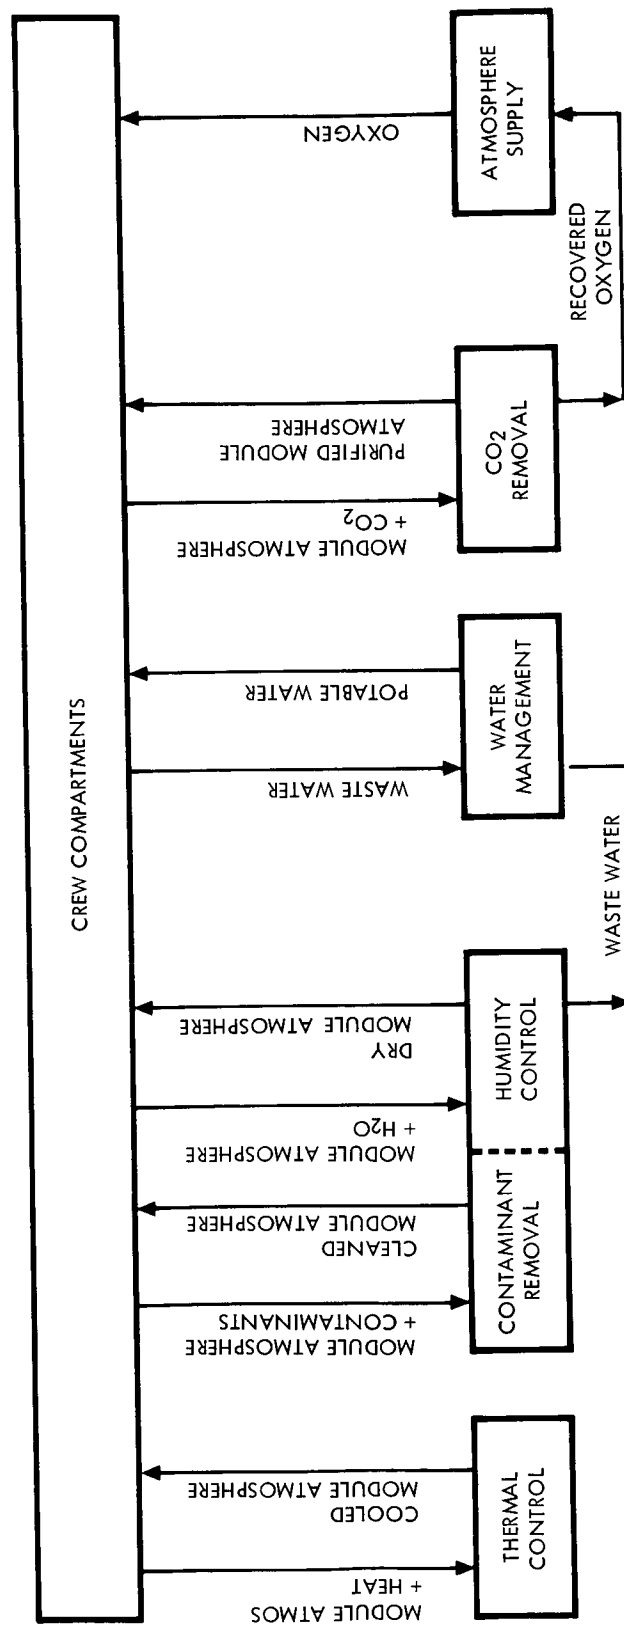 CREW COMPARTMENTS
MODULE ATMOS
+ HEAT
COOLED
MODULE ATMOSPHERE
MODULE ATMOSPHERE
+ CONTAMINANTS
CLEANED
MODULE ATMOSPHERE
MODULE ATMOSPHERE
+ H2O
DRY
MODULE ATMOSPHERE
WASTE WATER
POTABLE WATER
MODULE ATMOSPHERE
+ CO2
PURIFIED MODULE
ATMOSPHERE
OXYGEN
THERMAL
CONTROL
CONTAMINANT
REMOVAL
HUMIDITY
CONTROL
WATER
MANAGEMENT
CO2
REMOVAL
ATMOSPHERE
SUPPLY
WASTE WATER
RECOVERED
OXYGEN